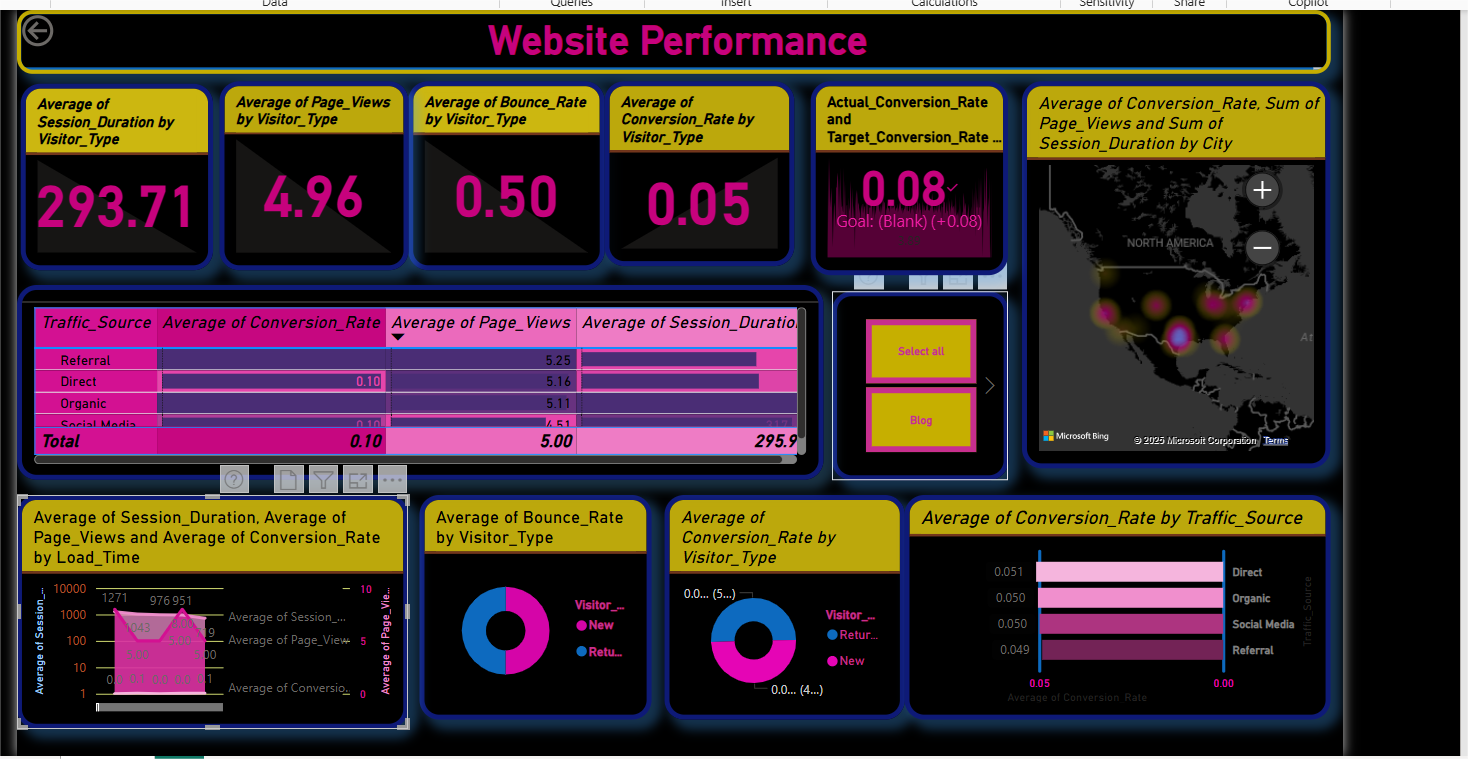 Data
Queries
Insert
Calculations
Sensitivity
Share
Copilot
Website Performance
Average of
Session_Duration by
Visitor_Type
293.71
Average of Page_Views
by Visitor_Type
4.96
Average of Bounce_Rate
by Visitor_Type
0.50
Average of
Conversion_Rate by
Visitor_Type
0.05
Actual_Conversion_Rate
and
Target_Conversion_Rate ...
0.08
Goal: (Blank) (+0.08)
Average of Conversion_Rate, Sum of
Page_Views and Sum of
Session_Duration by City
NORTH AMERICA
At
Microsoft Bing
© 2025 Microsoft Corporation
Terms
Traffic_Source Average of Conversion_Rate Average of Page_Views Average of Session_Duratio
Referral 5.25
Direct 0.10 5.16
Organic 5.11
Social Media 0.10 4.51
Total 0.10 5.00 295.9
Select all
Blog
Average of Session_Duration, Average of
Page_Views and Average of Conversion_Rate
by Load_Time
Average of Session_...
10000
1000
100
10
1
1271
976 951
Average of Session_...
Average of Page_View
Average of Conversio...
10
5
0
Average of Page_Vie...
Average of Bounce_Rate
by Visitor_Type
Visitor_...
New
Retu...
Average of
Conversion_Rate by
Visitor_Type
0.0... (5...)
0.0... (4...)
Visitor_...
Retur...
New
Average of Conversion_Rate by Traffic_Source
0.051 Direct
0.050 Organic
0.050 Social Media
0.049 Referral
0.05 0.00
Average of Conversion_Rate
Traffic_Source